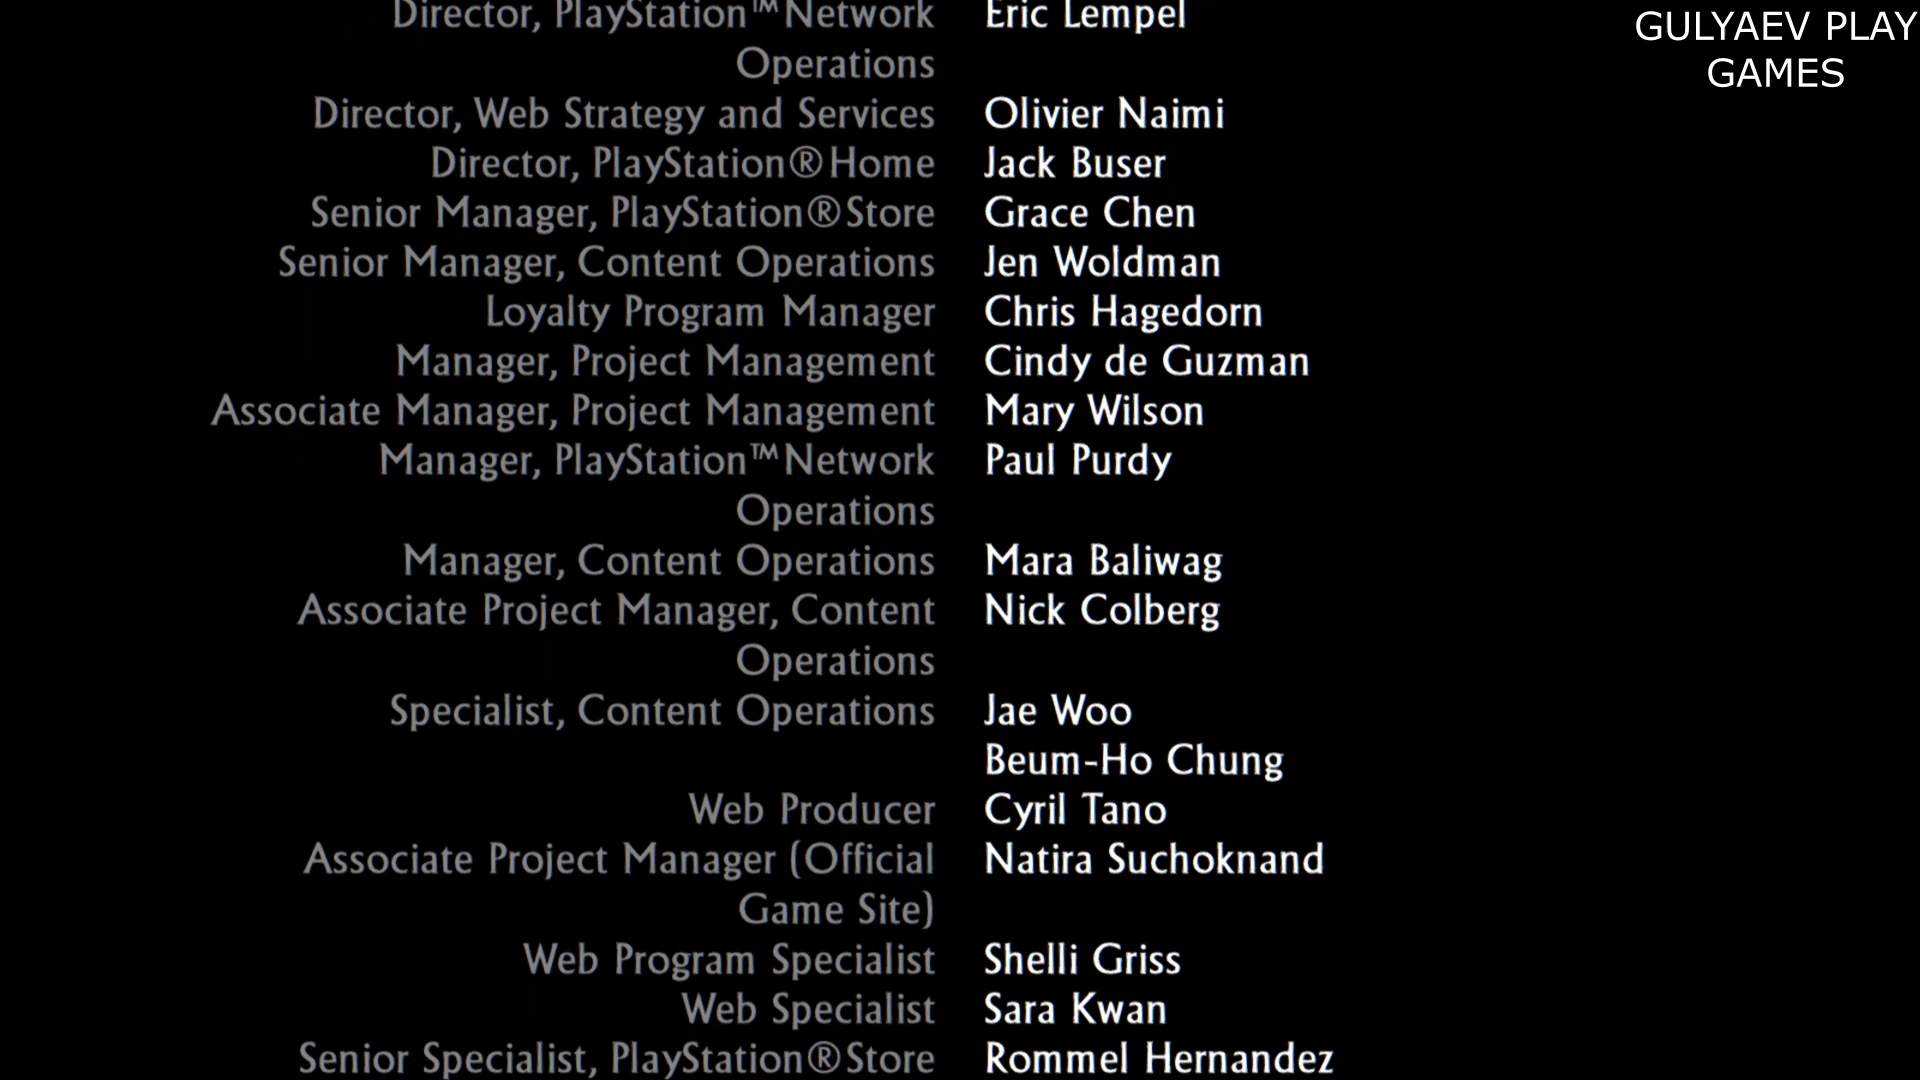 Director, PlayStation™Network Eric Lempel
Operations
Director, Web Strategy and Services Olivier Naimi
Director, PlayStation®Home Jack Buser
Senior Manager, PlayStation®Store Grace Chen
Senior Manager, Content Operations Jen Woldman
Loyalty Program Manager Chris Hagedorn
Manager, Project Management Cindy de Guzman
Associate Manager, Project Management Mary Wilson
Manager, PlayStation™Network Paul Purdy
Operations
Manager, Content Operations Mara Baliwag
Associate Project Manager, Content Nick Colberg
Operations
Specialist, Content Operations Jae Woo
Beum-Ho Chung
Web Producer Cyril Tano
Associate Project Manager (Official Natira Suchoknand
Game Site)
Web Program Specialist Shelli Griss
Web Specialist Sara Kwan
Senior Specialist, PlayStation®Store Rommel Hernandez
GULYAEV PLAY
GAMES